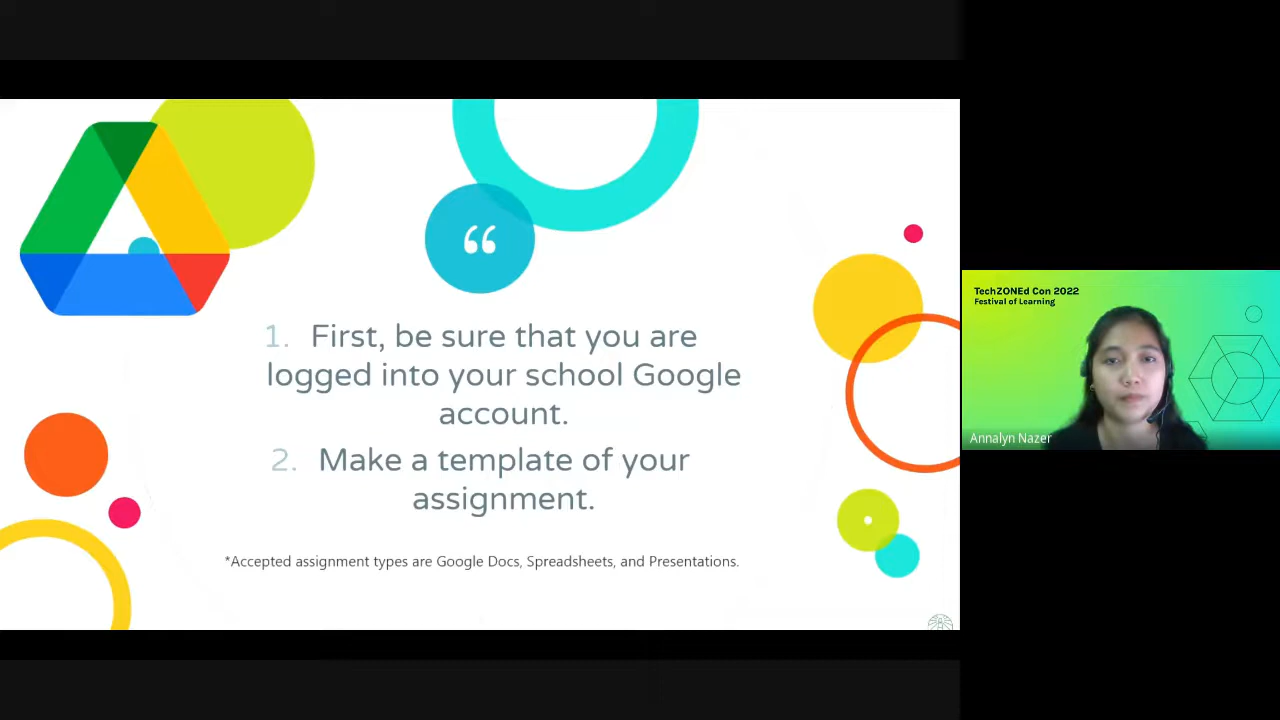 “
1. First, be sure that you are
logged into your school Google
account.
2. Make a template of your
assignment.
*Accepted assignment types are Google Docs, Spreadsheets, and Presentations.
TechZONEd Con 2022
Festival of Learning
Annalyn Nazer